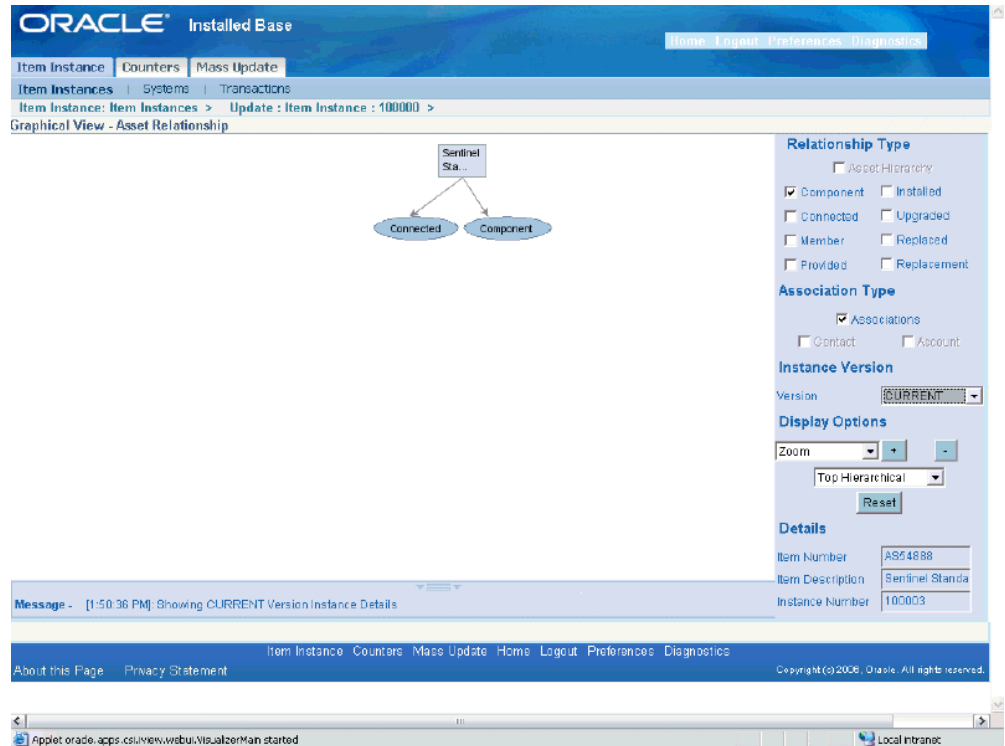 ORACLE® Installed Base
Home Logout Preferences Diagnostics
Item Instance Counters Mass Update
Item Instances | Systems | Transactions
Item Instance: Item Instances > Update : Item Instance : 100000 >
Graphical View - Asset Relationship
Sentinel
Sta...
Connected Component
Relationship Type
Asset Hierarchy
Component Installed
Connected Upgraded
Member Replaced
Provided Replacement
Association Type
Associations
Contact Account
Instance Version
Version CURRENT
Display Options
Zoom + -
Top Hierarchical
Reset
Details
Item Number AS54888
Item Description Sentinel Standa
Instance Number 100003
Message - [1:50:36 PM]: Showing CURRENT Version Instance Details
Item Instance Counters Mass Update Home Logout Preferences Diagnostics
About this Page Privacy Statement
Copyright (c) 2006, Oracle. All rights reserved.
Applet oracle.apps.csi.iview.webui.VisualizerMain started
Local intranet